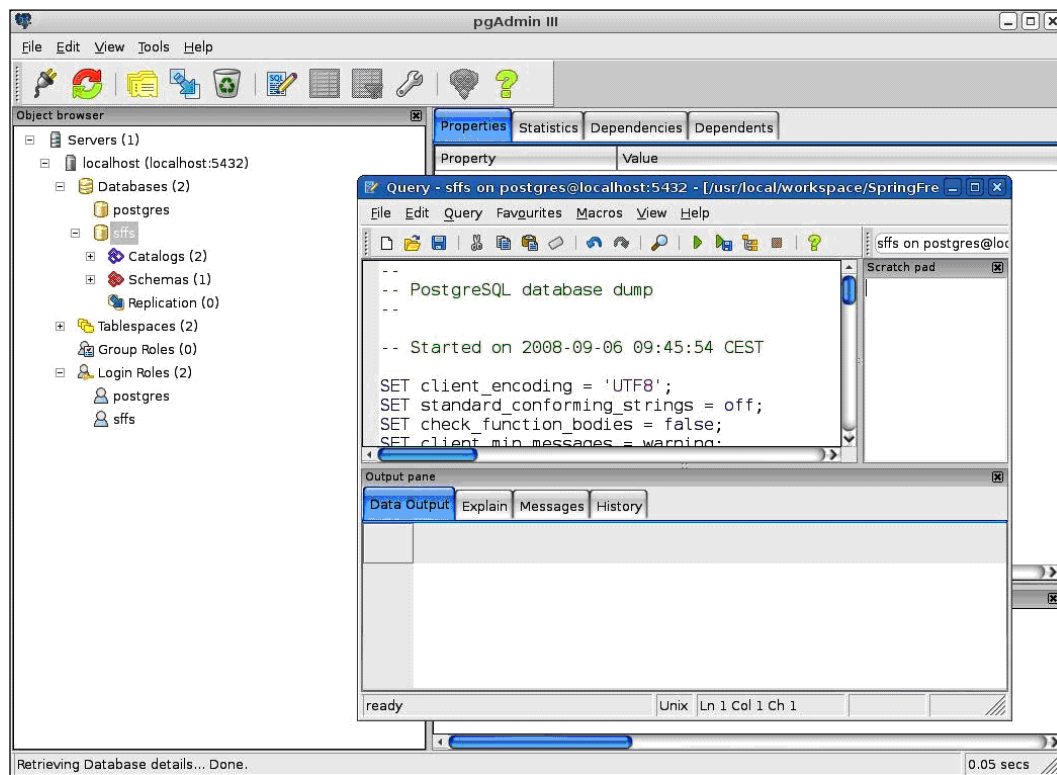 pgAdmin III
File Edit View Tools Help
Object browser
Servers (1)
localhost (localhost:5432)
Databases (2)
postgres
sffs
Catalogs (2)
Schemas (1)
Replication (0)
Tablespaces (2)
Group Roles (0)
Login Roles (2)
postgres
sffs
Properties Statistics Dependencies Dependents
Property Value
Query - sffs on postgres@localhost:5432 - [/usr/local/workspace/SpringFre
File Edit Query Favourites Macros View Help
SQL
sffs on postgres@loc
--
-- PostgreSQL database dump
--
-- Started on 2008-09-06 09:45:54 CEST
SET client_encoding = 'UTF8';
SET standard_conforming_strings = off;
SET check_function_bodies = false;
SET client_min_messages = warning;
Scratch pad
Output pane
Data Output Explain Messages History
ready Unix Ln 1 Col 1 Ch 1
Retrieving Database details... Done. 0.05 secs